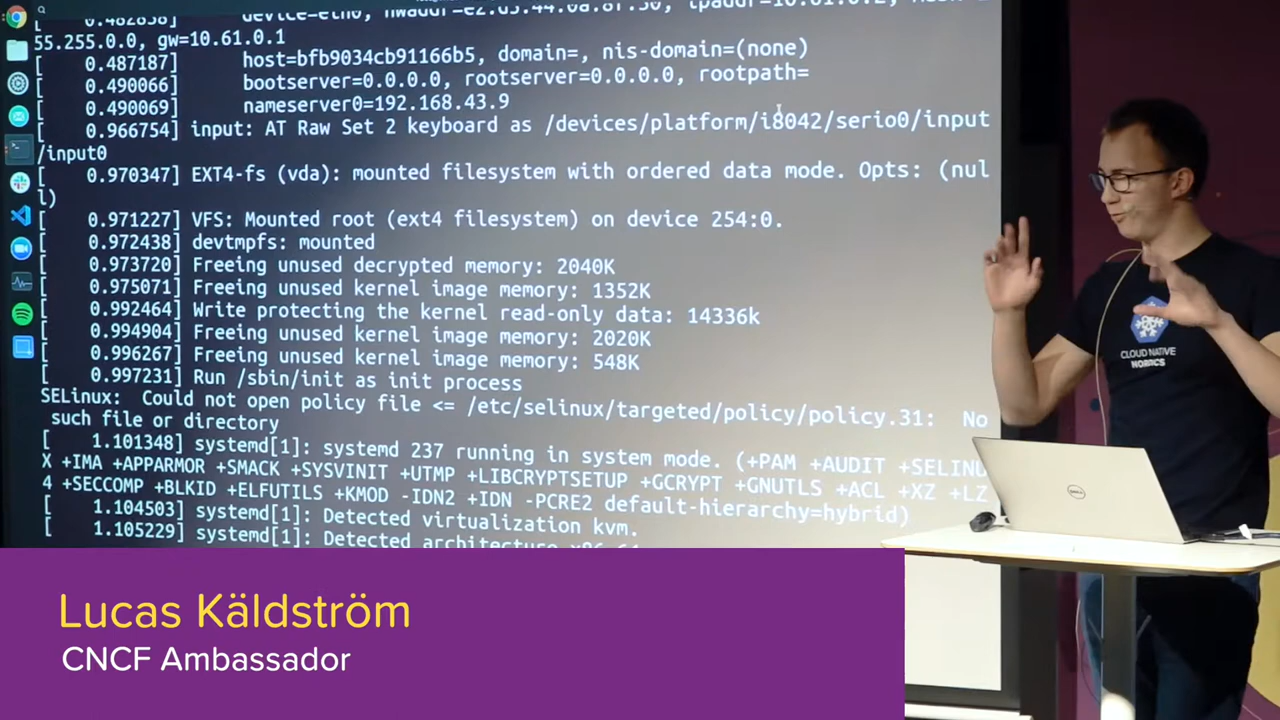 55.255.0.0, gw=10.61.0.1
[    0.487187]      host=bfb9034cb91166b5, domain=, nis-domain=(none)
[    0.490066]      bootserver=0.0.0.0, rootserver=0.0.0.0, rootpath=
[    0.490069]      nameserver0=192.168.43.9
[    0.966754] input: AT Raw Set 2 keyboard as /devices/platform/i8042/serio0/input
/input0
[    0.970347] EXT4-fs (vda): mounted filesystem with ordered data mode. Opts: (nul
l)
[    0.971227] VFS: Mounted root (ext4 filesystem) on device 254:0.
[    0.972438] devtmpfs: mounted
[    0.973720] Freeing unused decrypted memory: 2040K
[    0.975071] Freeing unused kernel image memory: 1352K
[    0.992464] Write protecting the kernel read-only data: 14336k
[    0.994904] Freeing unused kernel image memory: 2020K
[    0.996267] Freeing unused kernel image memory: 548K
[    0.997231] Run /sbin/init as init process
SELinux:  Could not open policy file <= /etc/selinux/targeted/policy/policy.31:  No
such file or directory
[    1.101348] systemd[1]: systemd 237 running in system mode. (+PAM +AUDIT +SELINU
X +IMA +APPARMOR +SMACK +SYSVINIT +UTMP +LIBCRYPTSETUP +GCRYPT +GNUTLS +ACL +XZ +LZ
4 +SECCOMP +BLKID +ELFUTILS +KMOD -IDN2 +IDN -PCRE2 default-hierarchy=hybrid)
[    1.104503] systemd[1]: Detected virtualization kvm.
[    1.105229] systemd[1]: Detected architecture
CLOUD NATIVE
NORDICS
DELL
Lucas Käldström
CNCF Ambassador